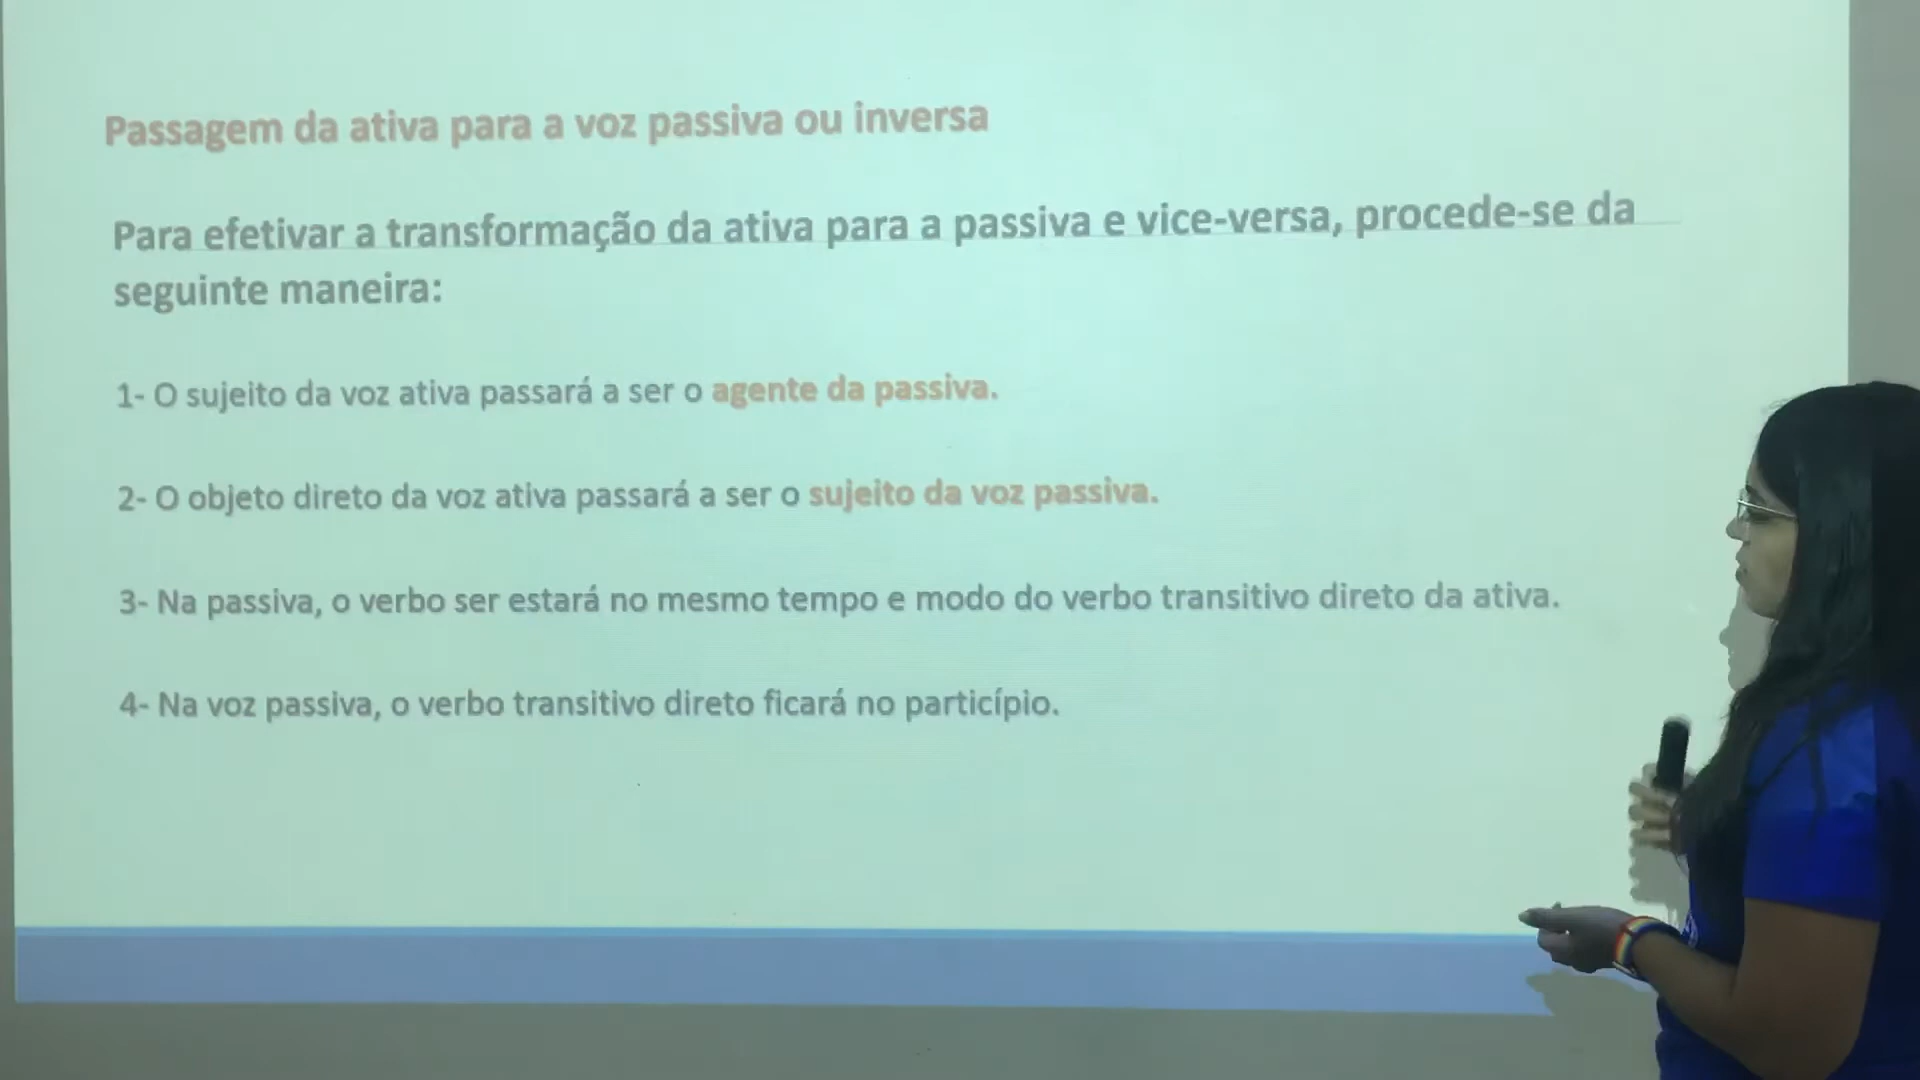 Passagem da ativa para a voz passiva ou inversa
Para efetivar a transformação da ativa para a passiva e vice-versa, procede-se da
seguinte maneira:
1- O sujeito da voz ativa passará a ser o agente da passiva.
2- O objeto direto da voz ativa passará a ser o sujeito da voz passiva.
3- Na passiva, o verbo ser estará no mesmo tempo e modo do verbo transitivo direto da ativa.
4- Na voz passiva, o verbo transitivo direto ficará no particípio.